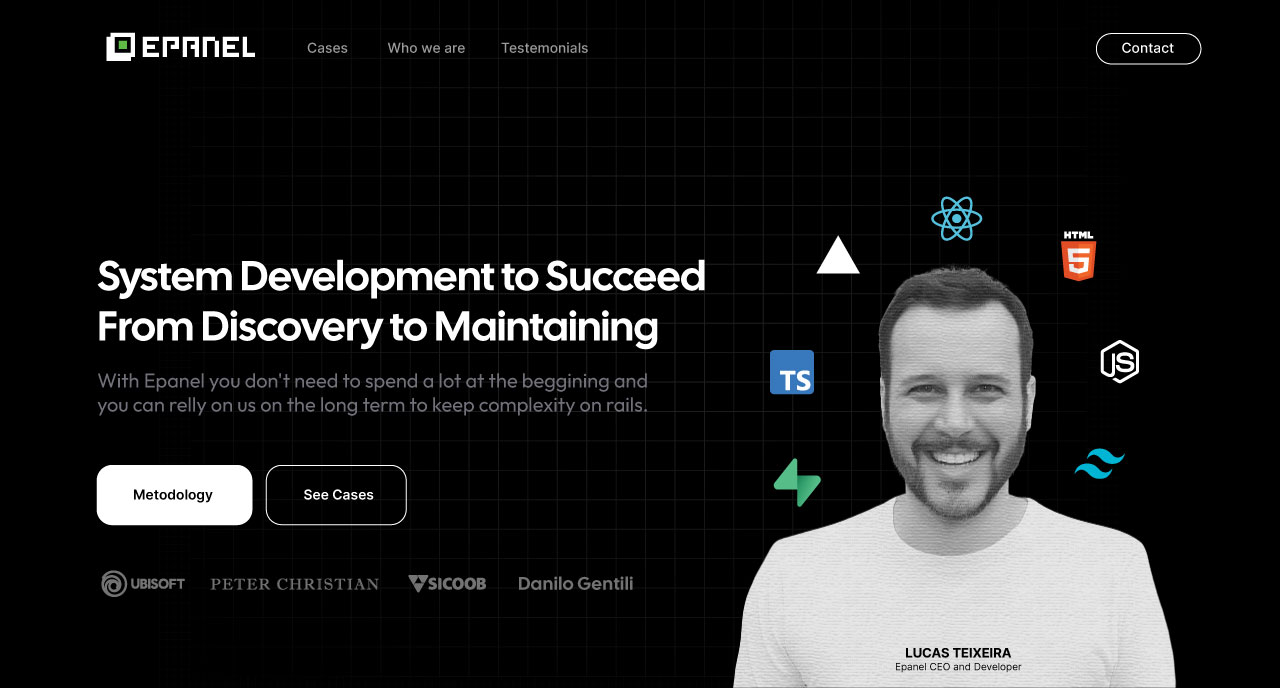 EPANEL
Cases
Who we are
Testemonials
Contact
HTML
5
System Development to Succeed
From Discovery to Maintaining
With Epanel you don't need to spend a lot at the beggining and
you can relly on us on the long term to keep complexity on rails.
TS
JS
Metodology
See Cases
UBISOFT
PETER CHRISTIAN
SICOOB
Danilo Gentili
LUCAS TEIXEIRA
Epanel CEO and Developer